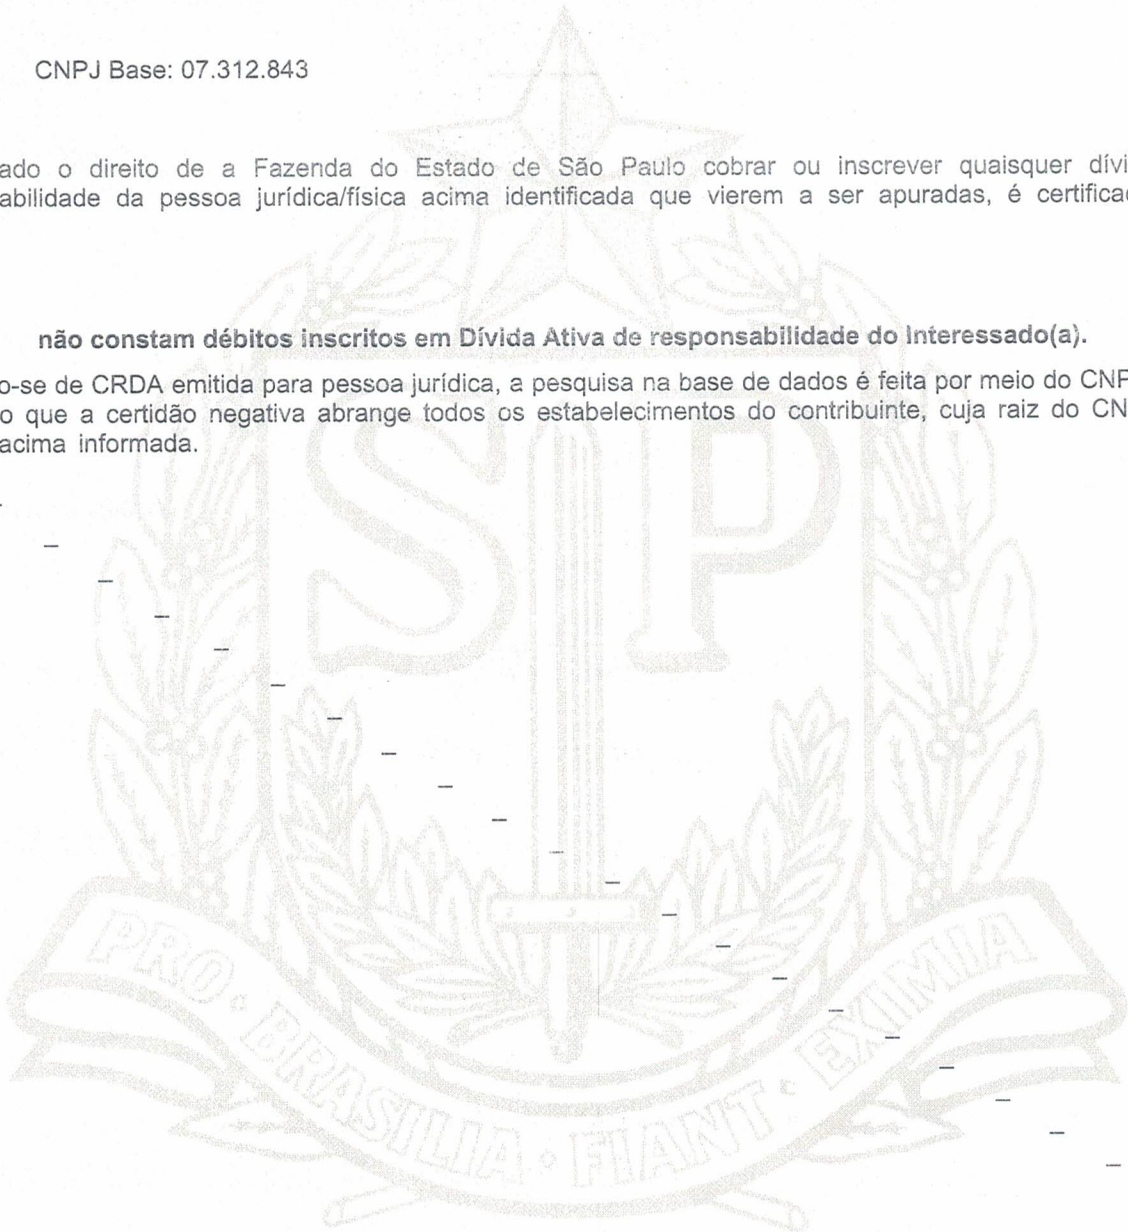 CNPJ Base: 07.312.843
ado o direito de a Fazenda do Estado de São Paulo cobrar ou inscrever quaisquer dívi
abilidade da pessoa jurídica/física acima identificada que vierem a ser apuradas, é certifica
não constam débitos inscritos em Dívida Ativa de responsabilidade do Interessado(a).
o-se de CRDA emitida para pessoa jurídica, a pesquisa na base de dados é feita por meio do CNP
o que a certidão negativa abrange todos os estabelecimentos do contribuinte, cuja raiz do CN
acima informada.
SP
PRO BRASILIA FIANT EXIMIA